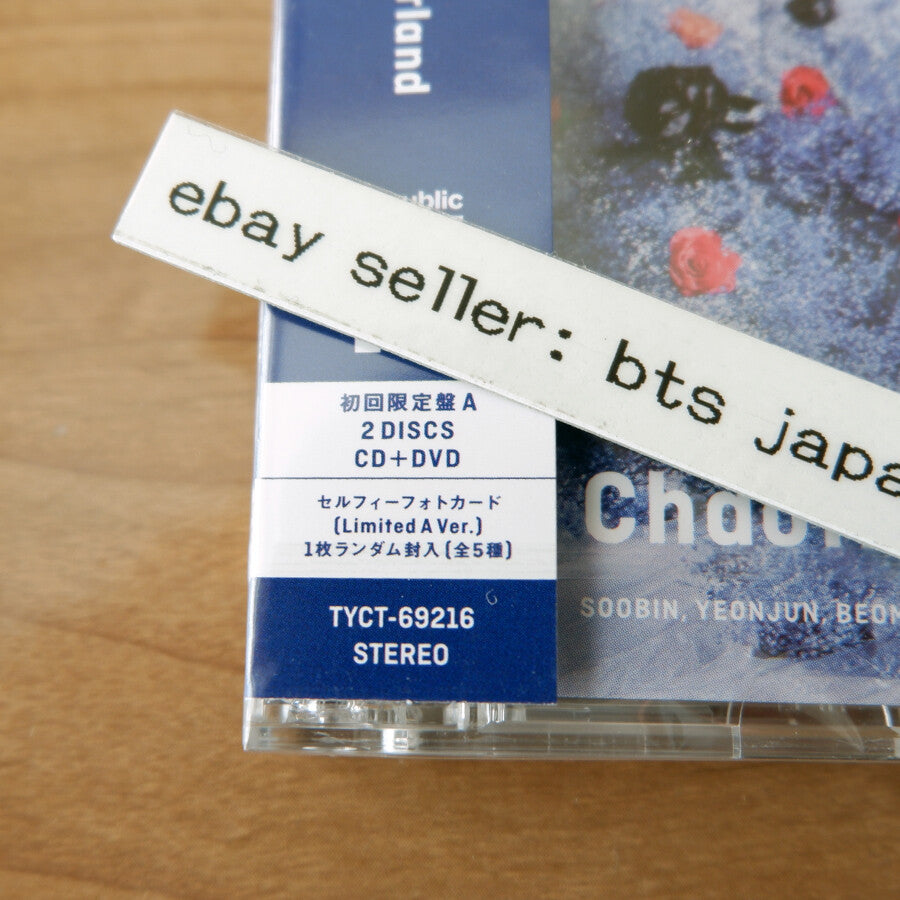 rland
ublic
ebay seller: bts japa
初回限定盤 A
2 DISCS
CD+DVD
セルフィーフォトカード
(Limited A Ver.)
1枚ランダム封入(全5種)
TYCT-69216
STEREO
SOOBIN, YEONJUN, BEOM